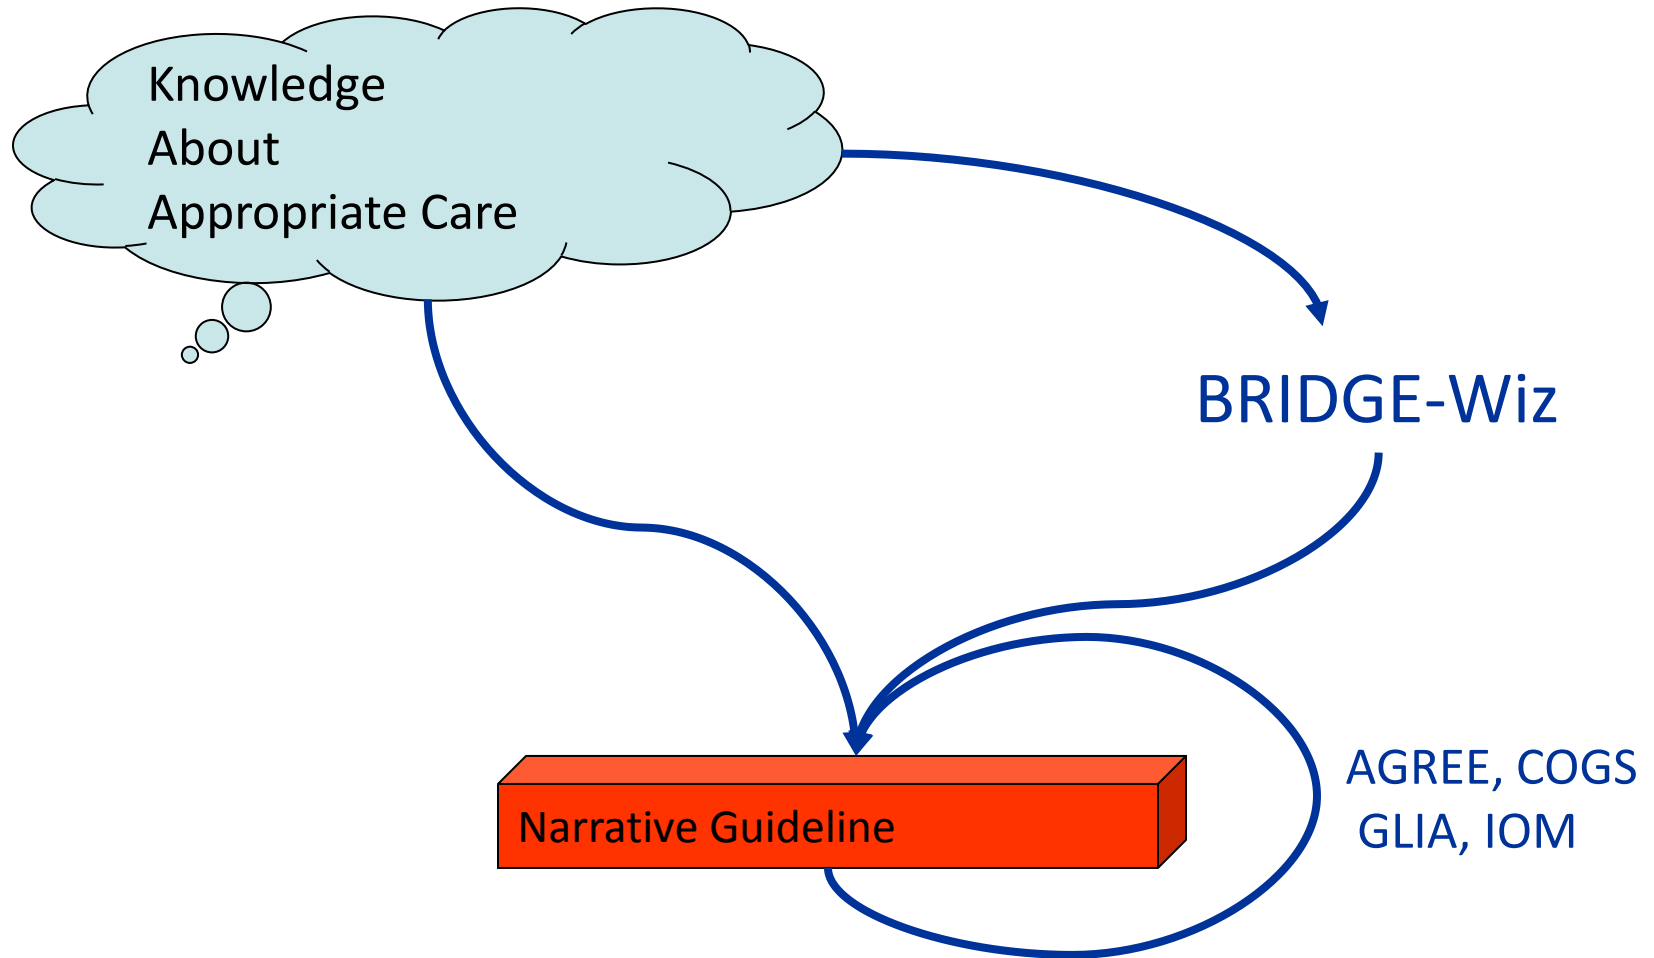 Knowledge
About
Appropriate Care
BRIDGE-Wiz
AGREE, COGS
GLIA, IOM
Narrative Guideline